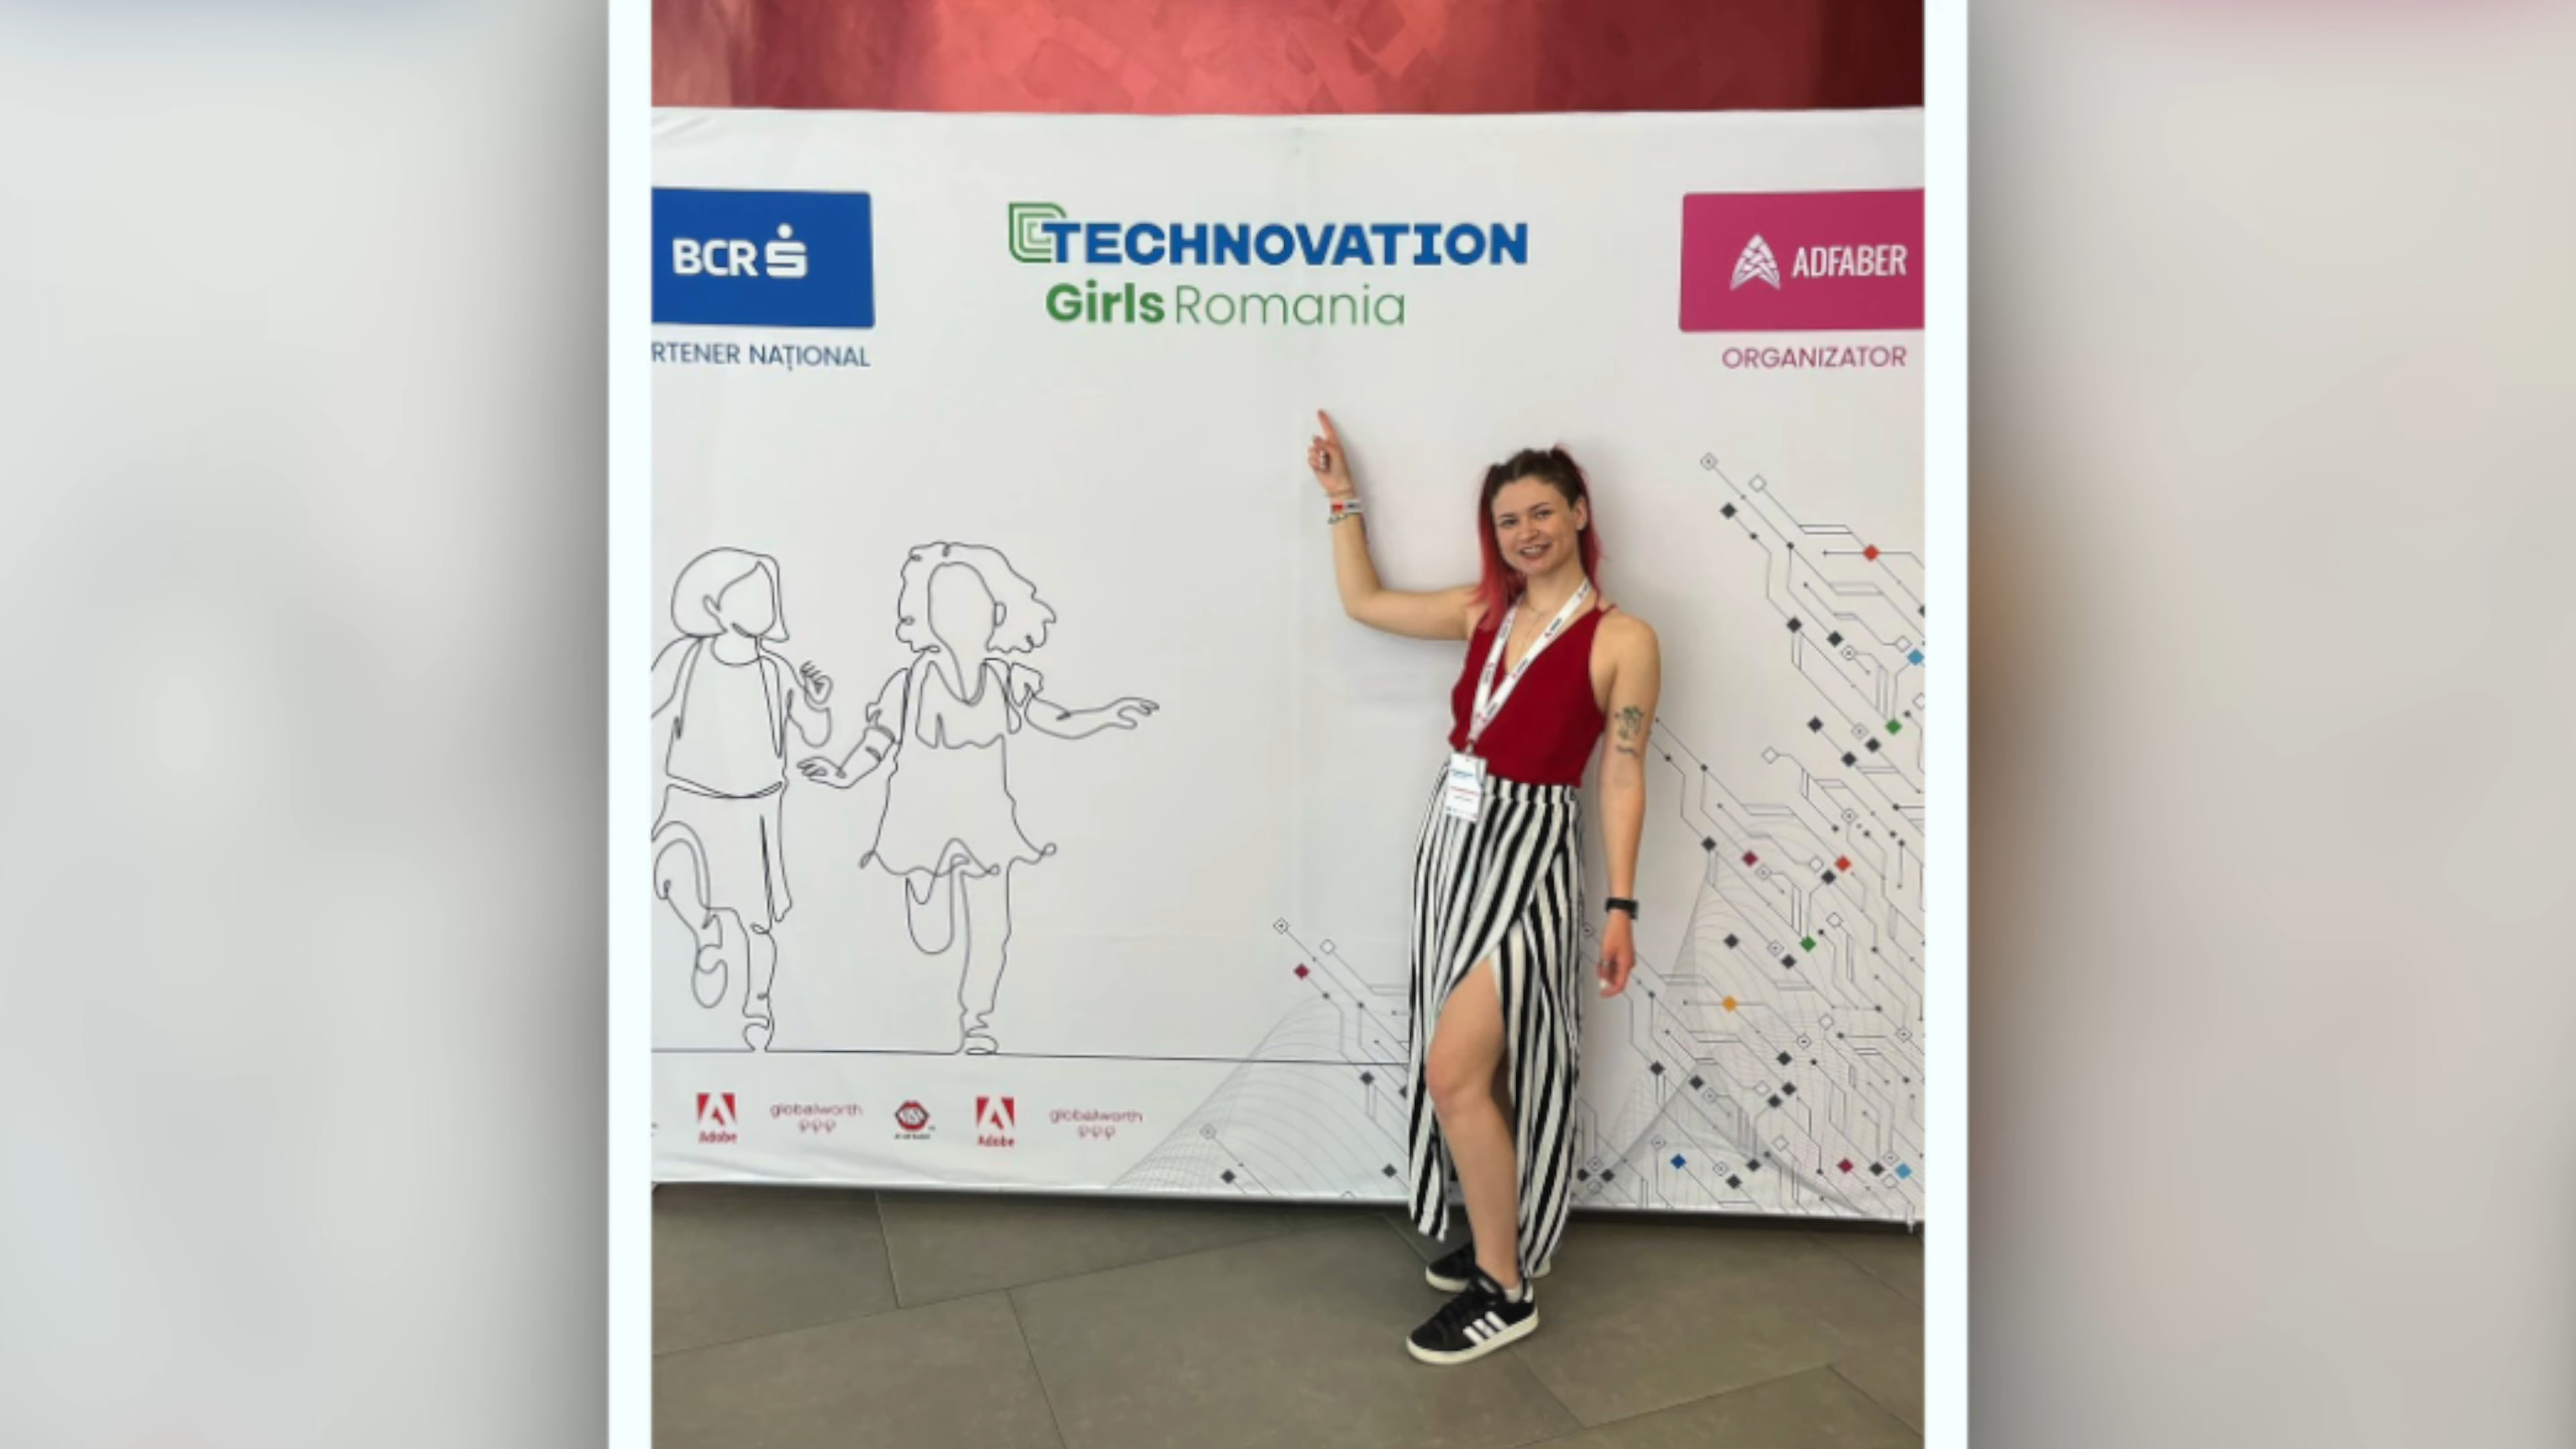 BCR
TECHNOVATION
Girls Romania
ADFABER
RTENER NAȚIONAL
ORGANIZATOR
Adobe
globalworth
Adobe
globalworth